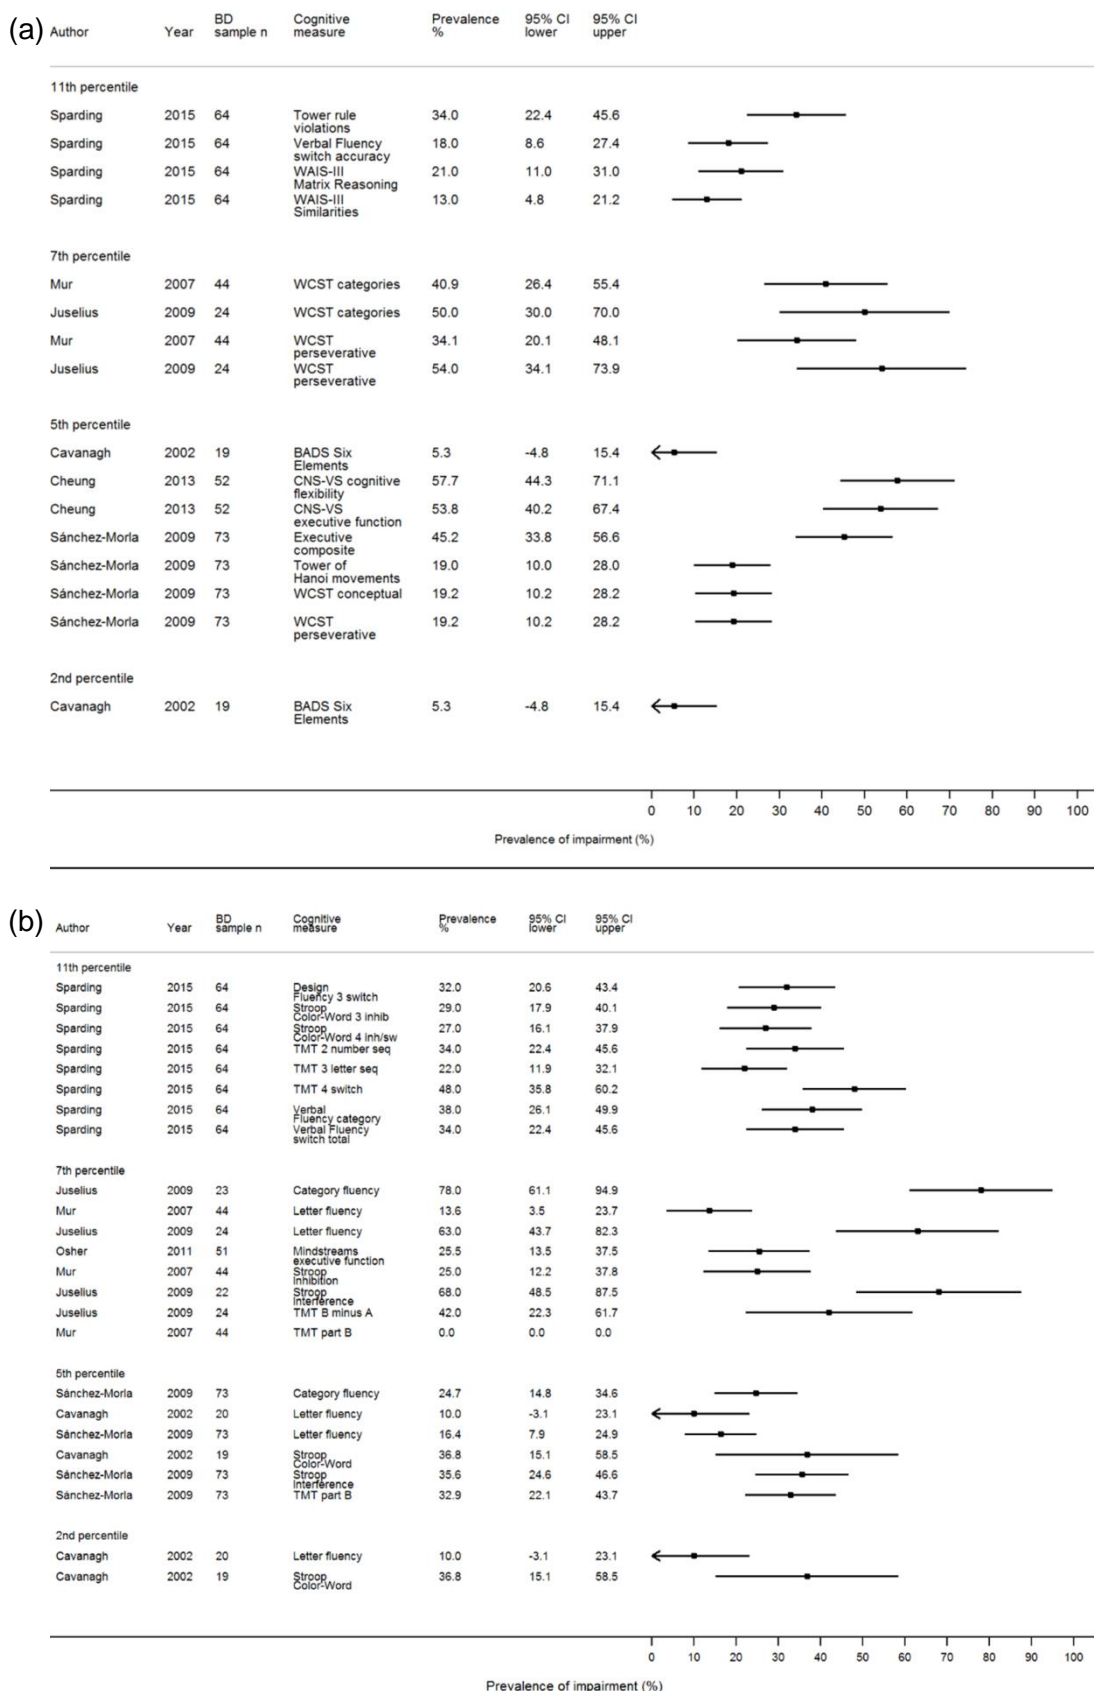 (a) Author Year BD sample n Cognitive measure Prevalence % 95% CI lower 95% CI upper
11th percentile
Sparding 2015 64 Tower rule violations 34.0 22.4 45.6
Sparding 2015 64 Verbal Fluency switch accuracy 18.0 8.6 27.4
Sparding 2015 64 WAIS-III Matrix Reasoning 21.0 11.0 31.0
Sparding 2015 64 WAIS-III Similarities 13.0 4.8 21.2
7th percentile
Mur 2007 44 WCST categories 40.9 26.4 55.4
Juselius 2009 24 WCST categories 50.0 30.0 70.0
Mur 2007 44 WCST perseverative 34.1 20.1 48.1
Juselius 2009 24 WCST perseverative 54.0 34.1 73.9
5th percentile
Cavanagh 2002 19 BADS Six Elements 5.3 -4.8 15.4
Cheung 2013 52 CNS-VS cognitive flexibility 57.7 44.3 71.1
Cheung 2013 52 CNS-VS executive function 53.8 40.2 67.4
Sánchez-Morla 2009 73 Executive composite 45.2 33.8 56.6
Sánchez-Morla 2009 73 Tower of Hanoi movements 19.0 10.0 28.0
Sánchez-Morla 2009 73 WCST conceptual 19.2 10.2 28.2
Sánchez-Morla 2009 73 WCST perseverative 19.2 10.2 28.2
2nd percentile
Cavanagh 2002 19 BADS Six Elements 5.3 -4.8 15.4
0 10 20 30 40 50 60 70 80 90 100
Prevalence of impairment (%)
(b) Author Year BD sample n Cognitive measure Prevalence % 95% CI lower 95% CI upper
11th percentile
Sparding 2015 64 Design Fluency 3 switch 32.0 20.6 43.4
Sparding 2015 64 Stroop Color-Word 3 inhib 29.0 17.9 40.1
Sparding 2015 64 Stroop Color-Word 4 inh/sw 27.0 16.1 37.9
Sparding 2015 64 TMT 2 number seq 34.0 22.4 45.6
Sparding 2015 64 TMT 3 letter seq 22.0 11.9 32.1
Sparding 2015 64 TMT 4 switch 48.0 35.8 60.2
Sparding 2015 64 Verbal Fluency category 38.0 26.1 49.9
Sparding 2015 64 Verbal Fluency switch total 34.0 22.4 45.6
7th percentile
Juselius 2009 23 Category fluency 78.0 61.1 94.9
Mur 2007 44 Letter fluency 13.6 3.5 23.7
Juselius 2009 24 Letter fluency 63.0 43.7 82.3
Osher 2011 51 Mindstreams executive function 25.5 13.5 37.5
Mur 2007 44 Stroop Inhibition 25.0 12.2 37.8
Juselius 2009 22 Stroop Interference 68.0 48.5 87.5
Juselius 2009 24 TMT B minus A 42.0 22.3 61.7
Mur 2007 44 TMT part B 0.0 0.0 0.0
5th percentile
Sánchez-Morla 2009 73 Category fluency 24.7 14.8 34.6
Cavanagh 2002 20 Letter fluency 10.0 -3.1 23.1
Sánchez-Morla 2009 73 Letter fluency 16.4 7.9 24.9
Cavanagh 2002 19 Stroop Color-Word 36.8 15.1 58.5
Sánchez-Morla 2009 73 Stroop Interference 35.6 24.6 46.6
Sánchez-Morla 2009 73 TMT part B 32.9 22.1 43.7
2nd percentile
Cavanagh 2002 20 Letter fluency 10.0 -3.1 23.1
Cavanagh 2002 19 Stroop Color-Word 36.8 15.1 58.5
0 10 20 30 40 50 60 70 80 90 100
Prevalence of impairment (%)